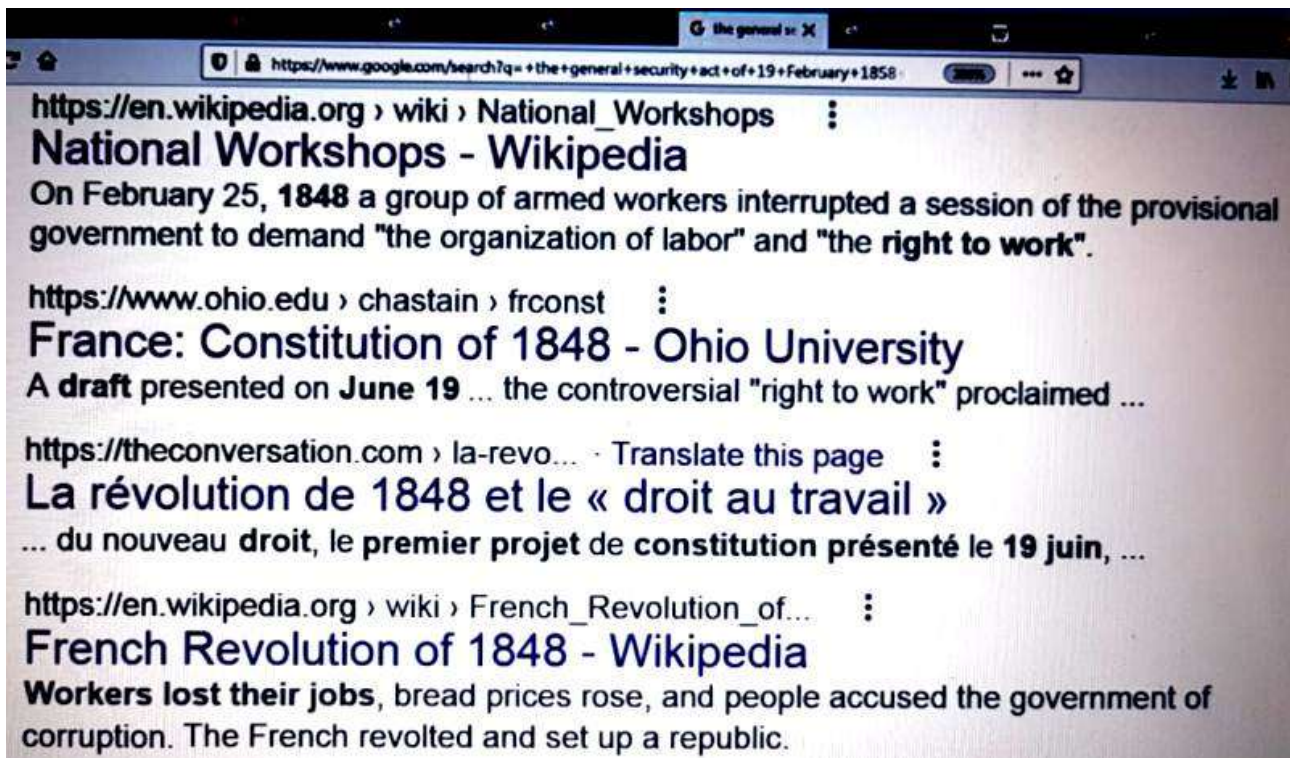 G the general se X
https://www.google.com/search?q=+the+general+security+act+of+19+February+1858
https://en.wikipedia.org › wiki › National_Workshops
National Workshops - Wikipedia
On February 25, 1848 a group of armed workers interrupted a session of the provisional
government to demand "the organization of labor" and "the right to work".
https://www.ohio.edu › chastain › frconst
France: Constitution of 1848 - Ohio University
A draft presented on June 19 ... the controversial "right to work" proclaimed ...
https://theconversation.com › la-revo... · Translate this page
La révolution de 1848 et le « droit au travail »
... du nouveau droit, le premier projet de constitution présenté le 19 juin, ...
https://en.wikipedia.org › wiki › French_Revolution_of...
French Revolution of 1848 - Wikipedia
Workers lost their jobs, bread prices rose, and people accused the government of
corruption. The French revolted and set up a republic.